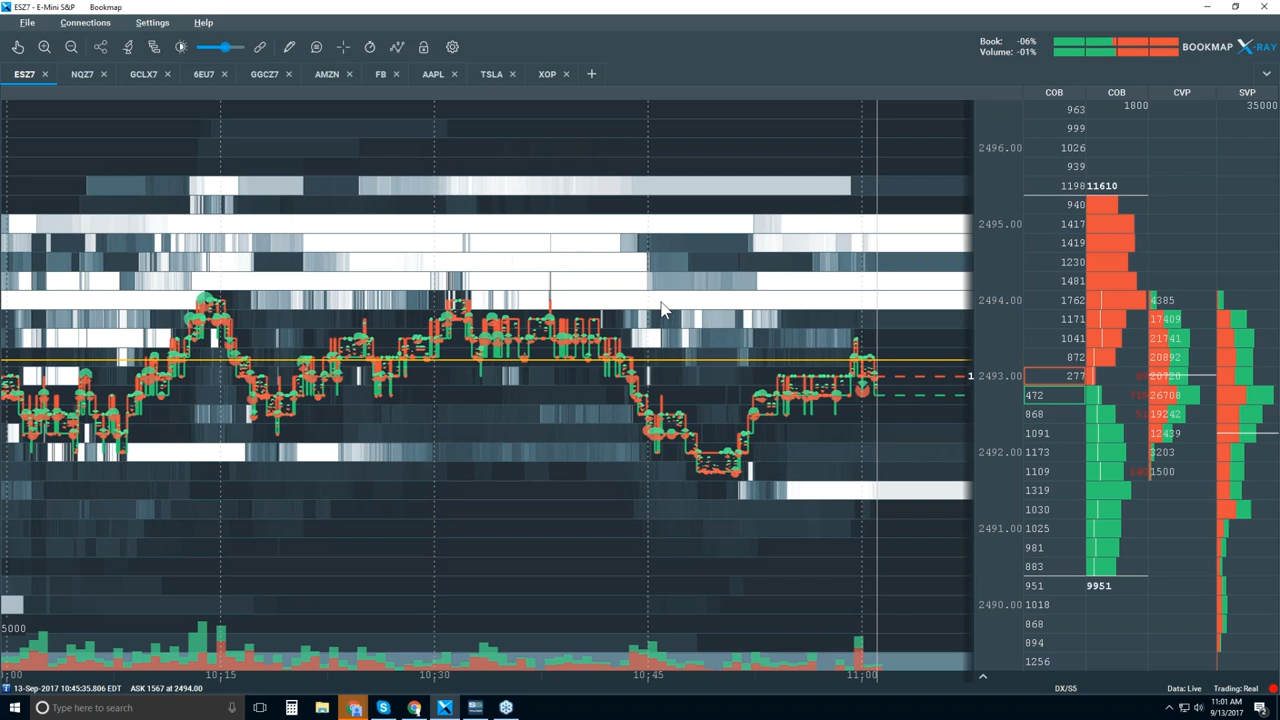 ESZ7 - E-Mini S&P Bookmap
File Connections Settings Help
Book: -06%
Volume: -01%
BOOKMAP X-RAY
ESZ7 NQZ7 GCLX7 6EU7 GGCZ7 AMZN FB AAPL TSLA XOP
COB COB CVP SVP
1800 35000
963
999
1026
2496.00
939
1198 11610
940
2495.00 1417
1419
1230
1481
2494.00 1762 4385
1171 17409
1041 21741
872 20892
1 2493.00 277 20720
472 26708
868 19242
1091 12439
2492.00 1173 3203
1109 1500
1319
1030
2491.00 1025
981
883
951 9951
2490.00 1018
868
894
1256
5000
10:15 10:30 10:45 11:00
13-Sep-2017 10:45:35.806 EDT ASK 1567 at 2494.00 DX/S5 Data: Live Trading: Real
Type here to search
11:01 AM
9/13/2017
2